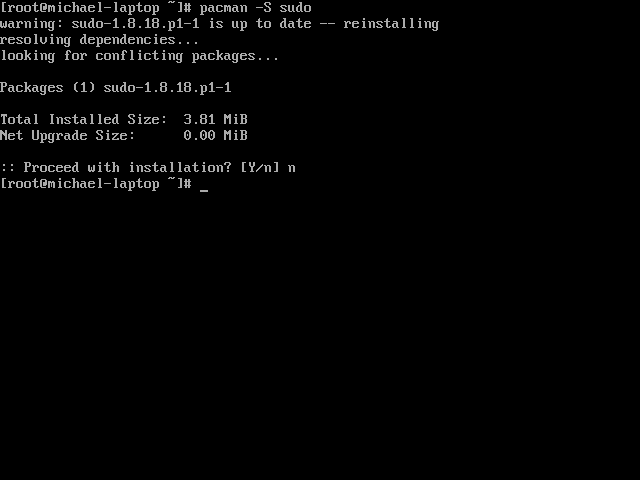 [root@michael-laptop ~]# pacman -S sudo
warning: sudo-1.8.18.p1-1 is up to date -- reinstalling
resolving dependencies...
looking for conflicting packages...
Packages (1) sudo-1.8.18.p1-1
Total Installed Size:  3.81 MiB
Net Upgrade Size:      0.00 MiB
:: Proceed with installation? [Y/n] n
[root@michael-laptop ~]# _